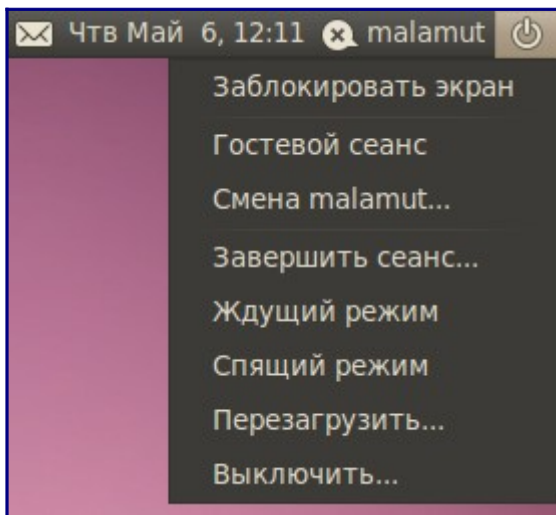 Чтв Май 6, 12:11 malamut
Заблокировать экран
Гостевой сеанс
Смена malamut...
Завершить сеанс...
Ждущий режим
Спящий режим
Перезагрузить...
Выключить...